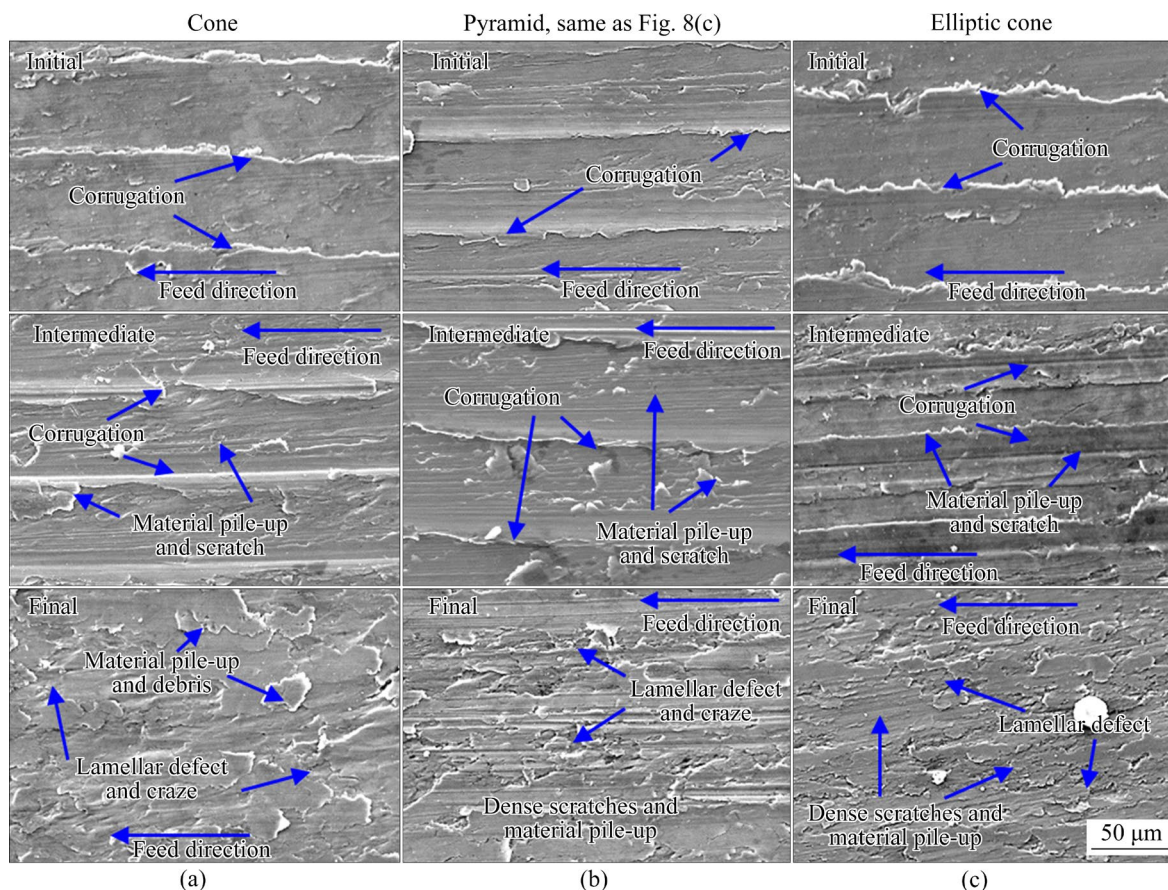 Cone
Pyramid, same as Fig. 8(c)
Elliptic cone
Initial
Corrugation
Feed direction
Initial
Corrugation
Feed direction
Initial
Corrugation
Feed direction
Intermediate
Feed direction
Corrugation
Material pile-up
and scratch
Intermediate
Feed direction
Corrugation
Material pile-up
and scratch
Intermediate
Corrugation
Material pile-up
and scratch
Feed direction
Final
Material pile-up
and debris
Lamellar defect
and craze
Feed direction
Final
Feed direction
Lamellar defect
and craze
Dense scratches and
material pile-up
Final
Feed direction
Lamellar defect
Dense scratches and
material pile-up
50 μm
(a)
(b)
(c)